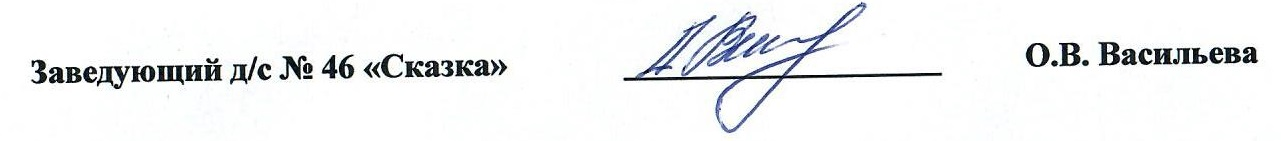 Заведующий д/с № 46 «Сказка» О.В. Васильева